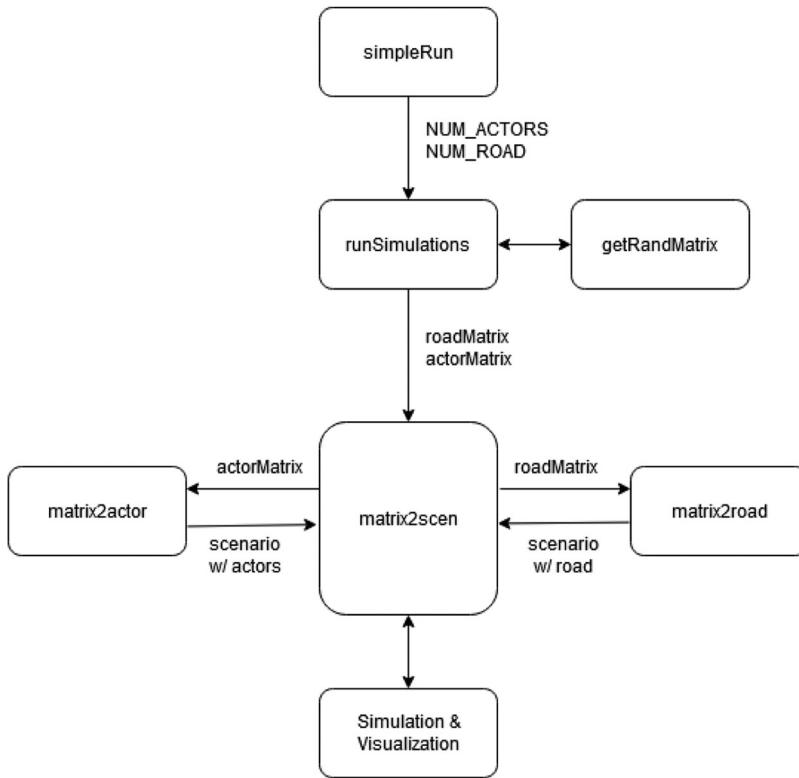 simpleRun
NUM_ACTORS
NUM_ROAD
runSimulations
getRandMatrix
roadMatrix
actorMatrix
actorMatrix
roadMatrix
matrix2actor
matrix2scen
matrix2road
scenario
w/ actors
scenario
w/ road
Simulation &
Visualization